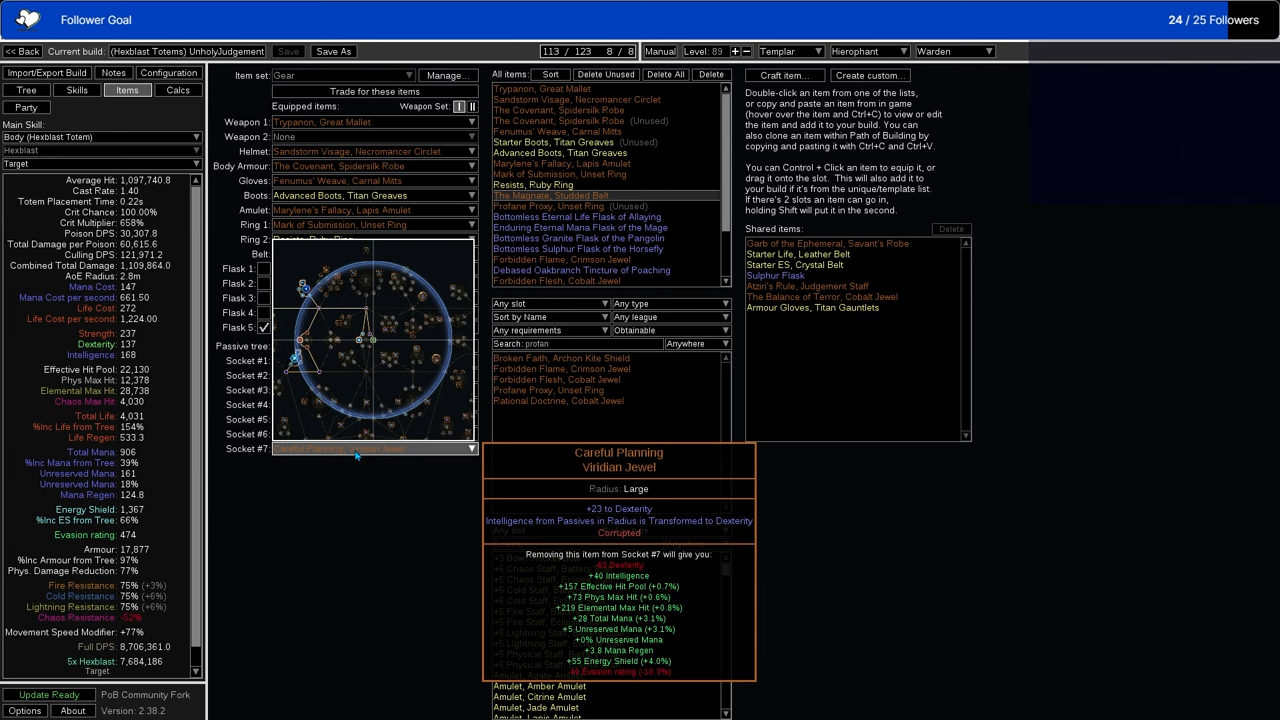 Follower Goal
24 / 25 Followers
<< Back
Current build:
(Hexblast Totems) UnholyJudgement
Save
Save As
113 / 123 8 / 8
Manual
Level: 89
+
Templar
Hierophant
Warden
Import/Export Build
Notes
Configuration
Tree
Skills
Items
Calcs
Party
Main Skill:
Body (Hexblast Totem)
Hexblast
Target
Average Hit: 1,097,740.8
Cast Rate: 1.40
Totem Placement Time: 0.22s
Crit Chance: 100.00%
Crit Multiplier: 658%
Poison DPS: 30,307.8
Total Damage per Poison: 60,615.6
Culling DPS: 121,971.2
Combined Total Damage: 1,109,864.0
AoE Radius: 2.8m
Mana Cost: 147
Mana Cost per second: 661.50
Life Cost: 272
Life Cost per second: 1,224.00
Strength: 237
Dexterity: 137
Intelligence: 168
Effective Hit Pool: 22,130
Phys Max Hit: 12,378
Elemental Max Hit: 28,738
Chaos Max Hit: 4,030
Total Life: 4,031
%Inc Life from Tree: 154%
Life Regen: 533.3
Total Mana: 906
%Inc Mana from Tree: 39%
Unreserved Mana: 161
Unreserved Mana: 18%
Mana Regen: 124.8
Energy Shield: 1,367
%Inc ES from Tree: 66%
Evasion rating: 474
Armour: 17,877
%Inc Armour from Tree: 97%
Phys. Damage Reduction: 77%
Fire Resistance: 75% (+3%)
Cold Resistance: 75% (+6%)
Lightning Resistance: 75% (+6%)
Chaos Resistance: -52%
Movement Speed Modifier: +77%
Full DPS: 8,706,361.0
5x Hexblast: 7,684,186
Target
Update Ready
PoB Community Fork
Options
About
Version: 2.38.2
Item set:
Gear
Manage...
Trade for these items
Equipped items:
Weapon Set: I II
Weapon 1: Trypanon, Great Mallet
Weapon 2: None
Helmet: Sandstorm Visage, Necromancer Circlet
Body Armour: The Covenant, Spidersilk Robe
Gloves: Fenumus' Weave, Carnal Mitts
Boots: Advanced Boots, Titan Greaves
Amulet: Marylene's Fallacy, Lapis Amulet
Ring 1: Mark of Submission, Unset Ring
Ring 2: Resists, Ruby Ring
Belt:
Flask 1:
Flask 2:
Flask 3:
Flask 4:
Flask 5:
Passive tree:
Socket #1:
Socket #2:
Socket #3:
Socket #4:
Socket #5:
Socket #6:
Socket #7: Careful Planning, Viridian Jewel
All items:
Sort
Delete Unused
Delete All
Delete
Trypanon, Great Mallet
Sandstorm Visage, Necromancer Circlet
The Covenant, Spidersilk Robe
The Covenant, Spidersilk Robe (Unused)
Fenumus' Weave, Carnal Mitts
Starter Boots, Titan Greaves (Unused)
Advanced Boots, Titan Greaves
Marylene's Fallacy, Lapis Amulet
Mark of Submission, Unset Ring
Resists, Ruby Ring
The Magnate, Studded Belt
Profane Proxy, Unset Ring (Unused)
Bottomless Eternal Life Flask of Allaying
Enduring Eternal Mana Flask of the Mage
Bottomless Granite Flask of the Pangolin
Bottomless Sulphur Flask of the Horsefly
Forbidden Flame, Crimson Jewel
Debased Oakbranch Tincture of Poaching
Forbidden Flesh, Cobalt Jewel
Any slot
Any type
Sort by Name
Any league
Any requirements
Obtainable
Search: profan
Anywhere
Broken Faith, Archon Kite Shield
Forbidden Flame, Crimson Jewel
Forbidden Flesh, Cobalt Jewel
Profane Proxy, Unset Ring
Rational Doctrine, Cobalt Jewel
Careful Planning
Viridian Jewel
Radius: Large
+23 to Dexterity
Intelligence from Passives in Radius is Transformed to Dexterity
Corrupted
Removing this item from Socket #7 will give you:
-63 Dexterity
+40 Intelligence
+157 Effective Hit Pool (+0.7%)
+73 Phys Max Hit (+0.6%)
+219 Elemental Max Hit (+0.8%)
+28 Total Mana (+3.1%)
+5 Unreserved Mana (+3.1%)
+0% Unreserved Mana
+3.8 Mana Regen
+55 Energy Shield (+4.0%)
Amulet, Amber Amulet
Amulet, Citrine Amulet
Amulet, Jade Amulet
Amulet, Lapis Amulet
Craft item...
Create custom...
Double-click an item from one of the lists,
or copy and paste an item from in game
(hover over the item and Ctrl+C) to view or edit
the item and add it to your build. You can
also clone an item within Path of Building by
copying and pasting it with Ctrl+C and Ctrl+V.
You can Control + Click an item to equip it, or
drag it onto the slot. This will also add it to
your build if it's from the unique/template list.
If there's 2 slots an item can go in,
holding Shift will put it in the second.
Shared items:
Delete
Garb of the Ephemeral, Savant's Robe
Starter Life, Leather Belt
Starter ES, Crystal Belt
Sulphur Flask
Atziri's Rule, Judgement Staff
The Balance of Terror, Cobalt Jewel
Armour Gloves, Titan Gauntlets